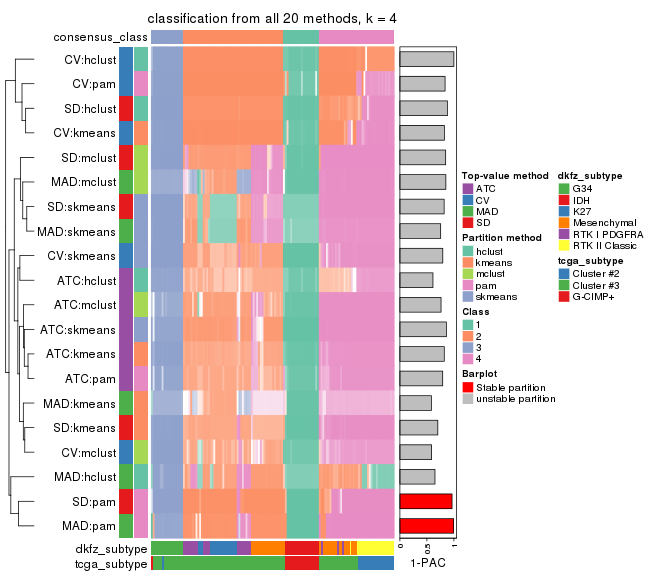 classification from all 20 methods, k = 4
consensus_class
CV:hclust
CV:pam
SD:hclust
CV:kmeans
SD:mclust
MAD:mclust
SD:skmeans
MAD:skmeans
CV:skmeans
ATC:hclust
ATC:mclust
ATC:skmeans
ATC:kmeans
ATC:pam
MAD:kmeans
SD:kmeans
CV:mclust
MAD:hclust
SD:pam
MAD:pam
dkfz_subtype
tcga_subtype
0
0.5
1
1-PAC
Top-value method
ATC
CV
MAD
SD
Partition method
hclust
kmeans
mclust
pam
skmeans
Class
1
2
3
4
Barplot
Stable partition
unstable partition
dkfz_subtype
G34
IDH
K27
Mesenchymal
RTK I PDGFRA
RTK II Classic
tcga_subtype
Cluster #2
Cluster #3
G-CIMP+